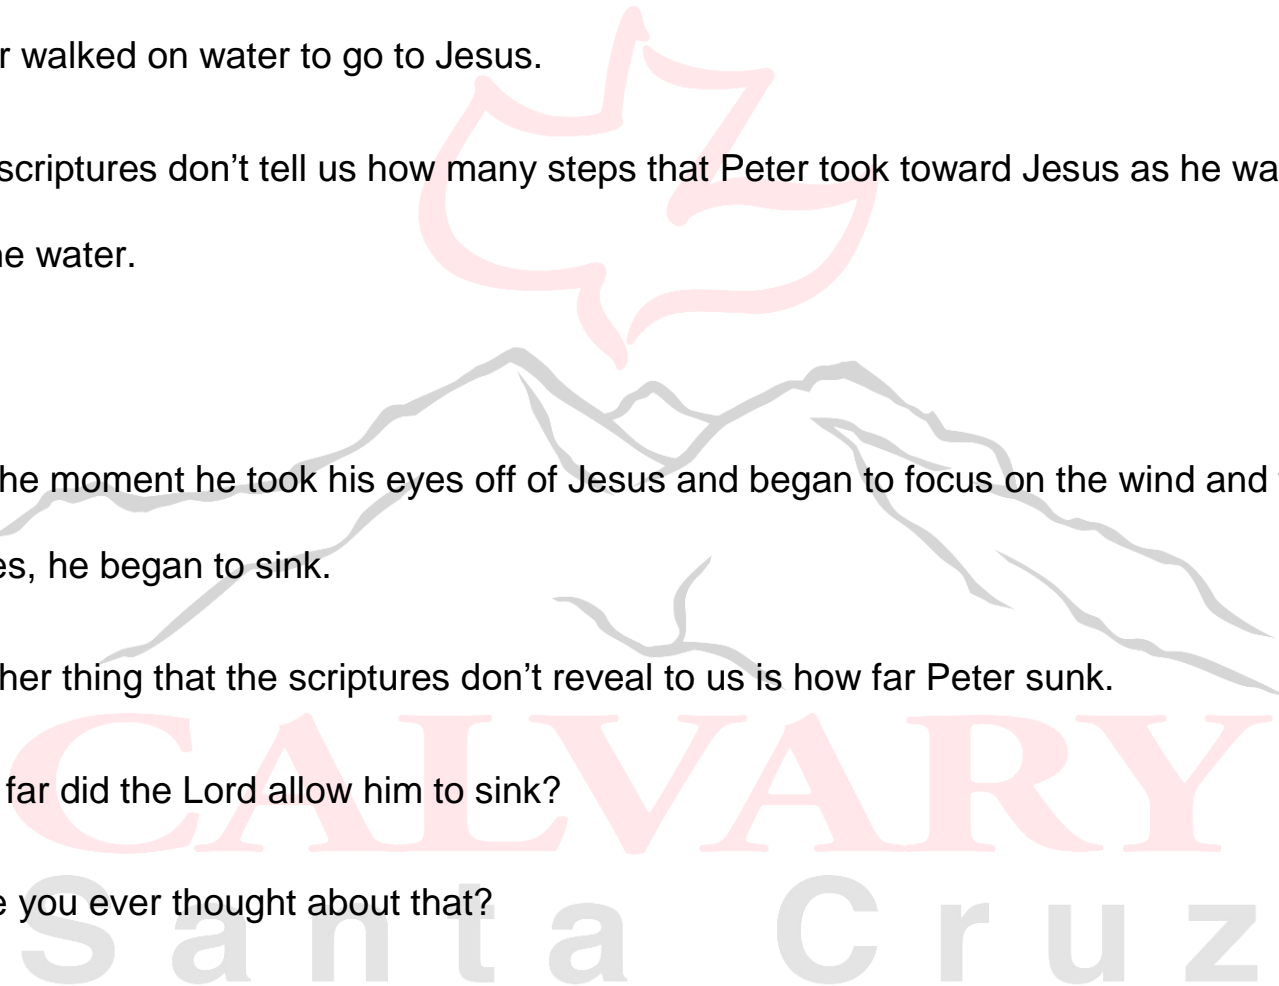 r walked on water to go to Jesus.
scriptures don't tell us how many steps that Peter took toward Jesus as he wa
he water.
he moment he took his eyes off of Jesus and began to focus on the wind and
es, he began to sink.
her thing that the scriptures don't reveal to us is how far Peter sunk.
far did the Lord allow him to sink?
e you ever thought about that?
CALVARY
Santa Cruz